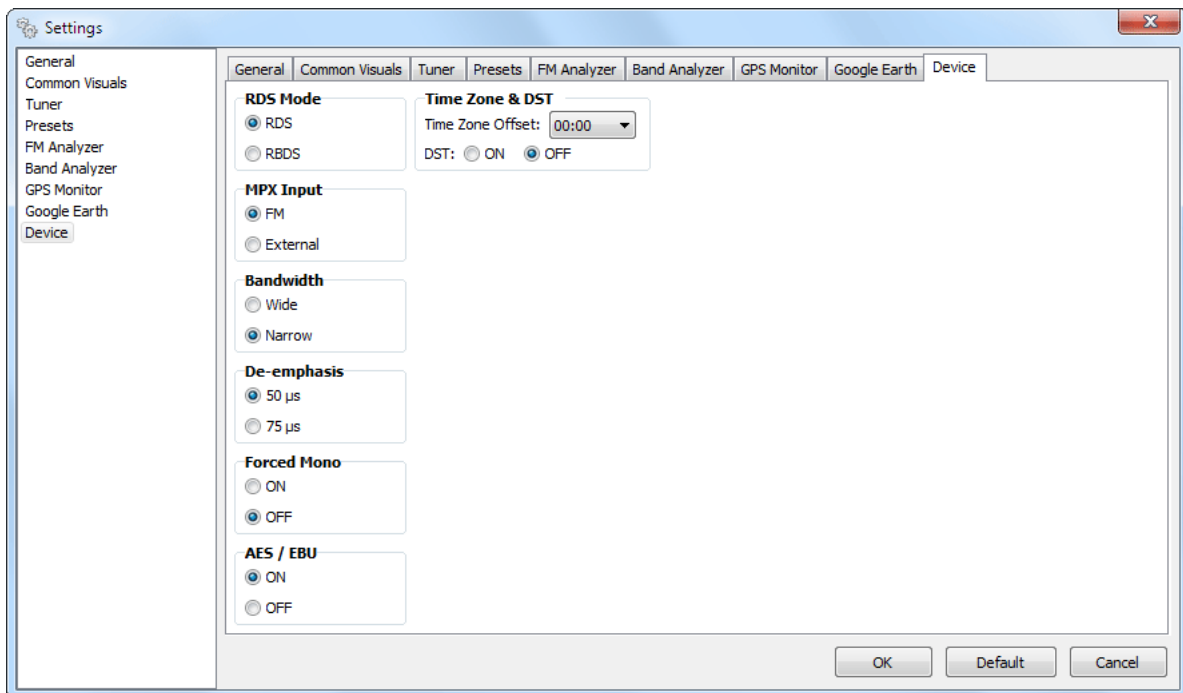 Settings
General
Common Visuals
Tuner
Presets
FM Analyzer
Band Analyzer
GPS Monitor
Google Earth
Device
General Common Visuals Tuner Presets FM Analyzer Band Analyzer GPS Monitor Google Earth Device
RDS Mode
RDS
RBDS
Time Zone & DST
Time Zone Offset: 00:00
DST: ON OFF
MPX Input
FM
External
Bandwidth
Wide
Narrow
De-emphasis
50 µs
75 µs
Forced Mono
ON
OFF
AES / EBU
ON
OFF
OK Default Cancel